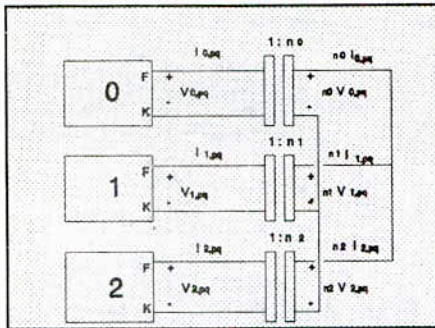 i 0,pq 1:n0 n0 i 0,pq
0 F + + K - - V 0,pq n0 V 0,pq
i 1,pq 1:n1 n1 i 1,pq
1 F + + K - - V 1,pq n1 V 1,pq
i 2,pq 1:n2 n2 i 2,pq
2 F + + K - - V 2,pq n2 V 2,pq